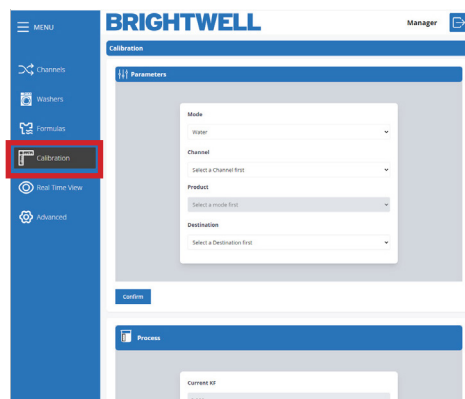 MENU
BRIGHTWELL
Manager
Calibration
Channels
Washers
Formulas
Calibration
Real Time View
Advanced
Parameters
Mode
Water
Channel
Select a Channel first
Product
Select a mode first
Destination
Select a Destination first
Confirm
Process
Current KF